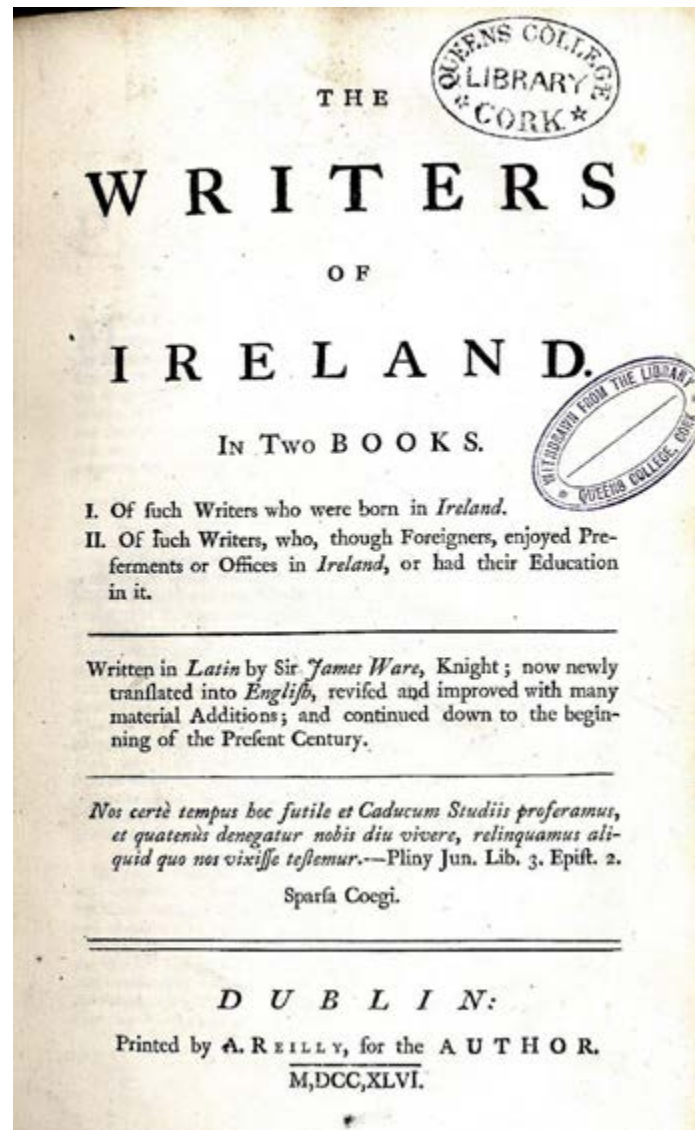 QUEENS COLLEGE
LIBRARY
* CORK *
THE
WRITERS
OF
IRELAND.
IN TWO BOOKS.
WITHDRAWN FROM THE LIBRARY
* QUEENS COLLEGE, CORK *
I. Of ſuch Writers who were born in Ireland.
II. Of ſuch Writers, who, though Foreigners, enjoyed Pre-
ferments or Offices in Ireland, or had their Education
in it.
Written in Latin by Sir James Ware, Knight; now newly
tranſlated into Engliſh, reviſed and improved with many
material Additions; and continued down to the begin-
ning of the Preſent Century.
Nos certè tempus hoc futile et Caducum Studiis proferamus,
et quatenùs denegatur nobis diu vivere, relinquamus ali-
quid quo nos vixiſſe teſtemur.—Pliny Jun. Lib. 3. Epiſt. 2.
Sparſa Coegi.
DUBLIN:
Printed by A. REILLY, for the AUTHOR.
M,DCC,XLVI.